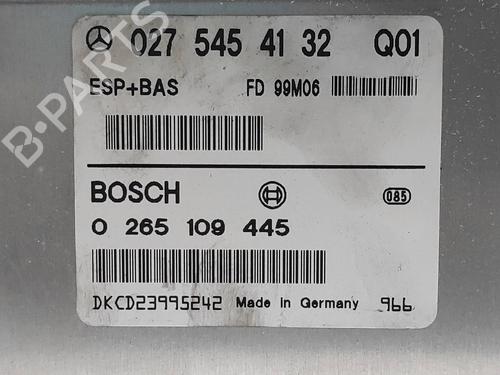 027 545 41 32 Q01
ESP+BAS FD 99M06
BOSCH 085
0 265 109 445
DKCD23995242 Made in Germany 966
B-PARTS